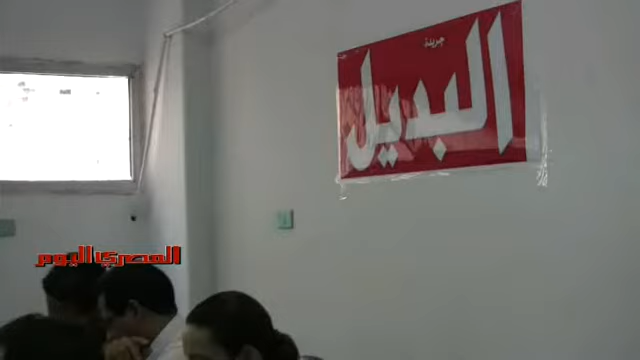 جريدة
البديل
المصري اليوم